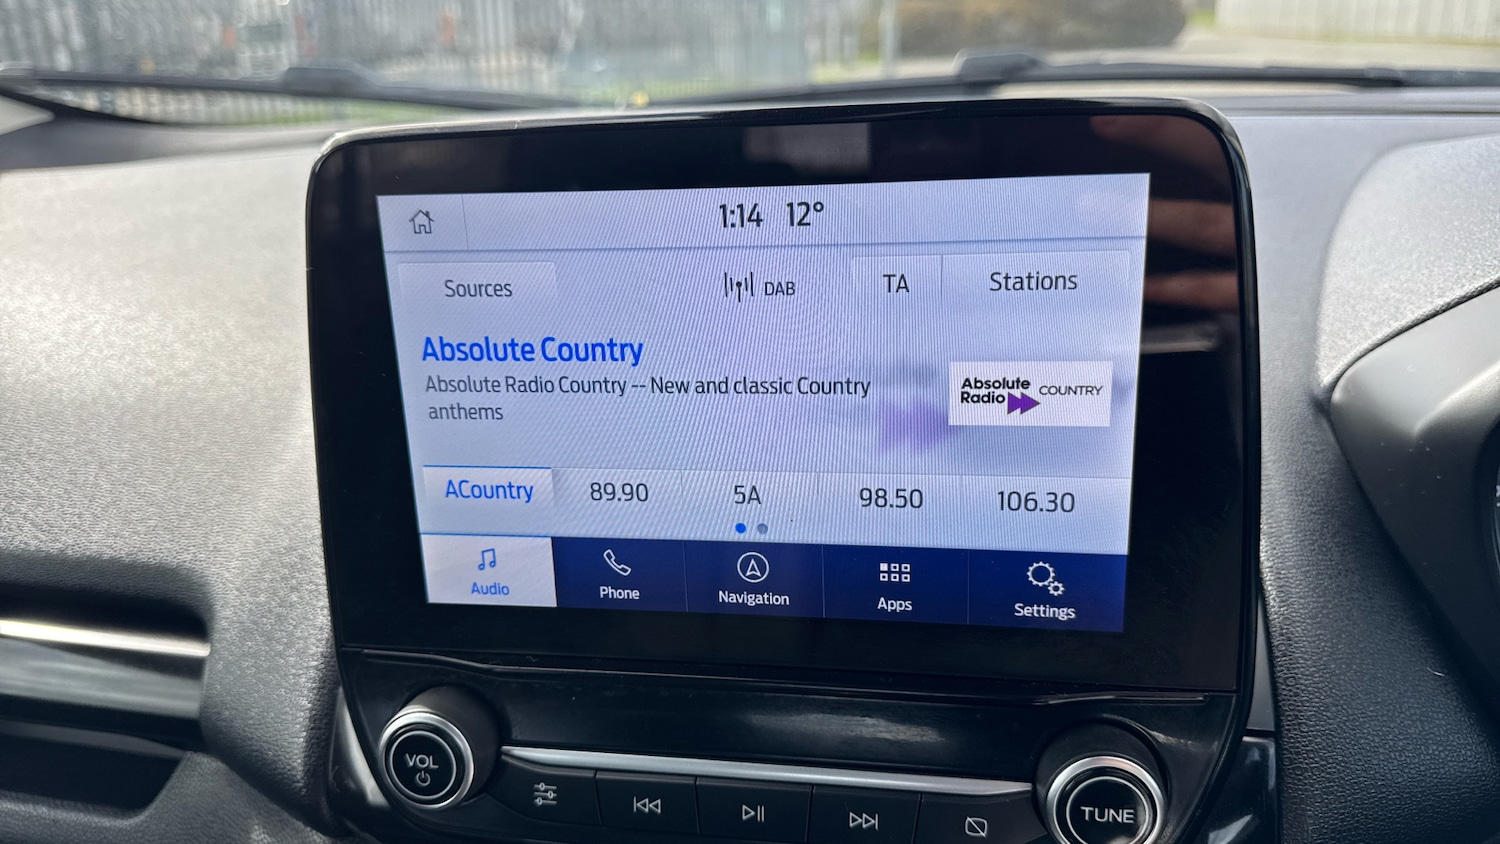 1:14 12°
Sources DAB TA Stations
Absolute Country
Absolute Radio Country -- New and classic Country
anthems
Absolute
Radio COUNTRY
ACountry 89.90 5A 98.50 106.30
Audio Phone Navigation Apps Settings
VOL
TUNE